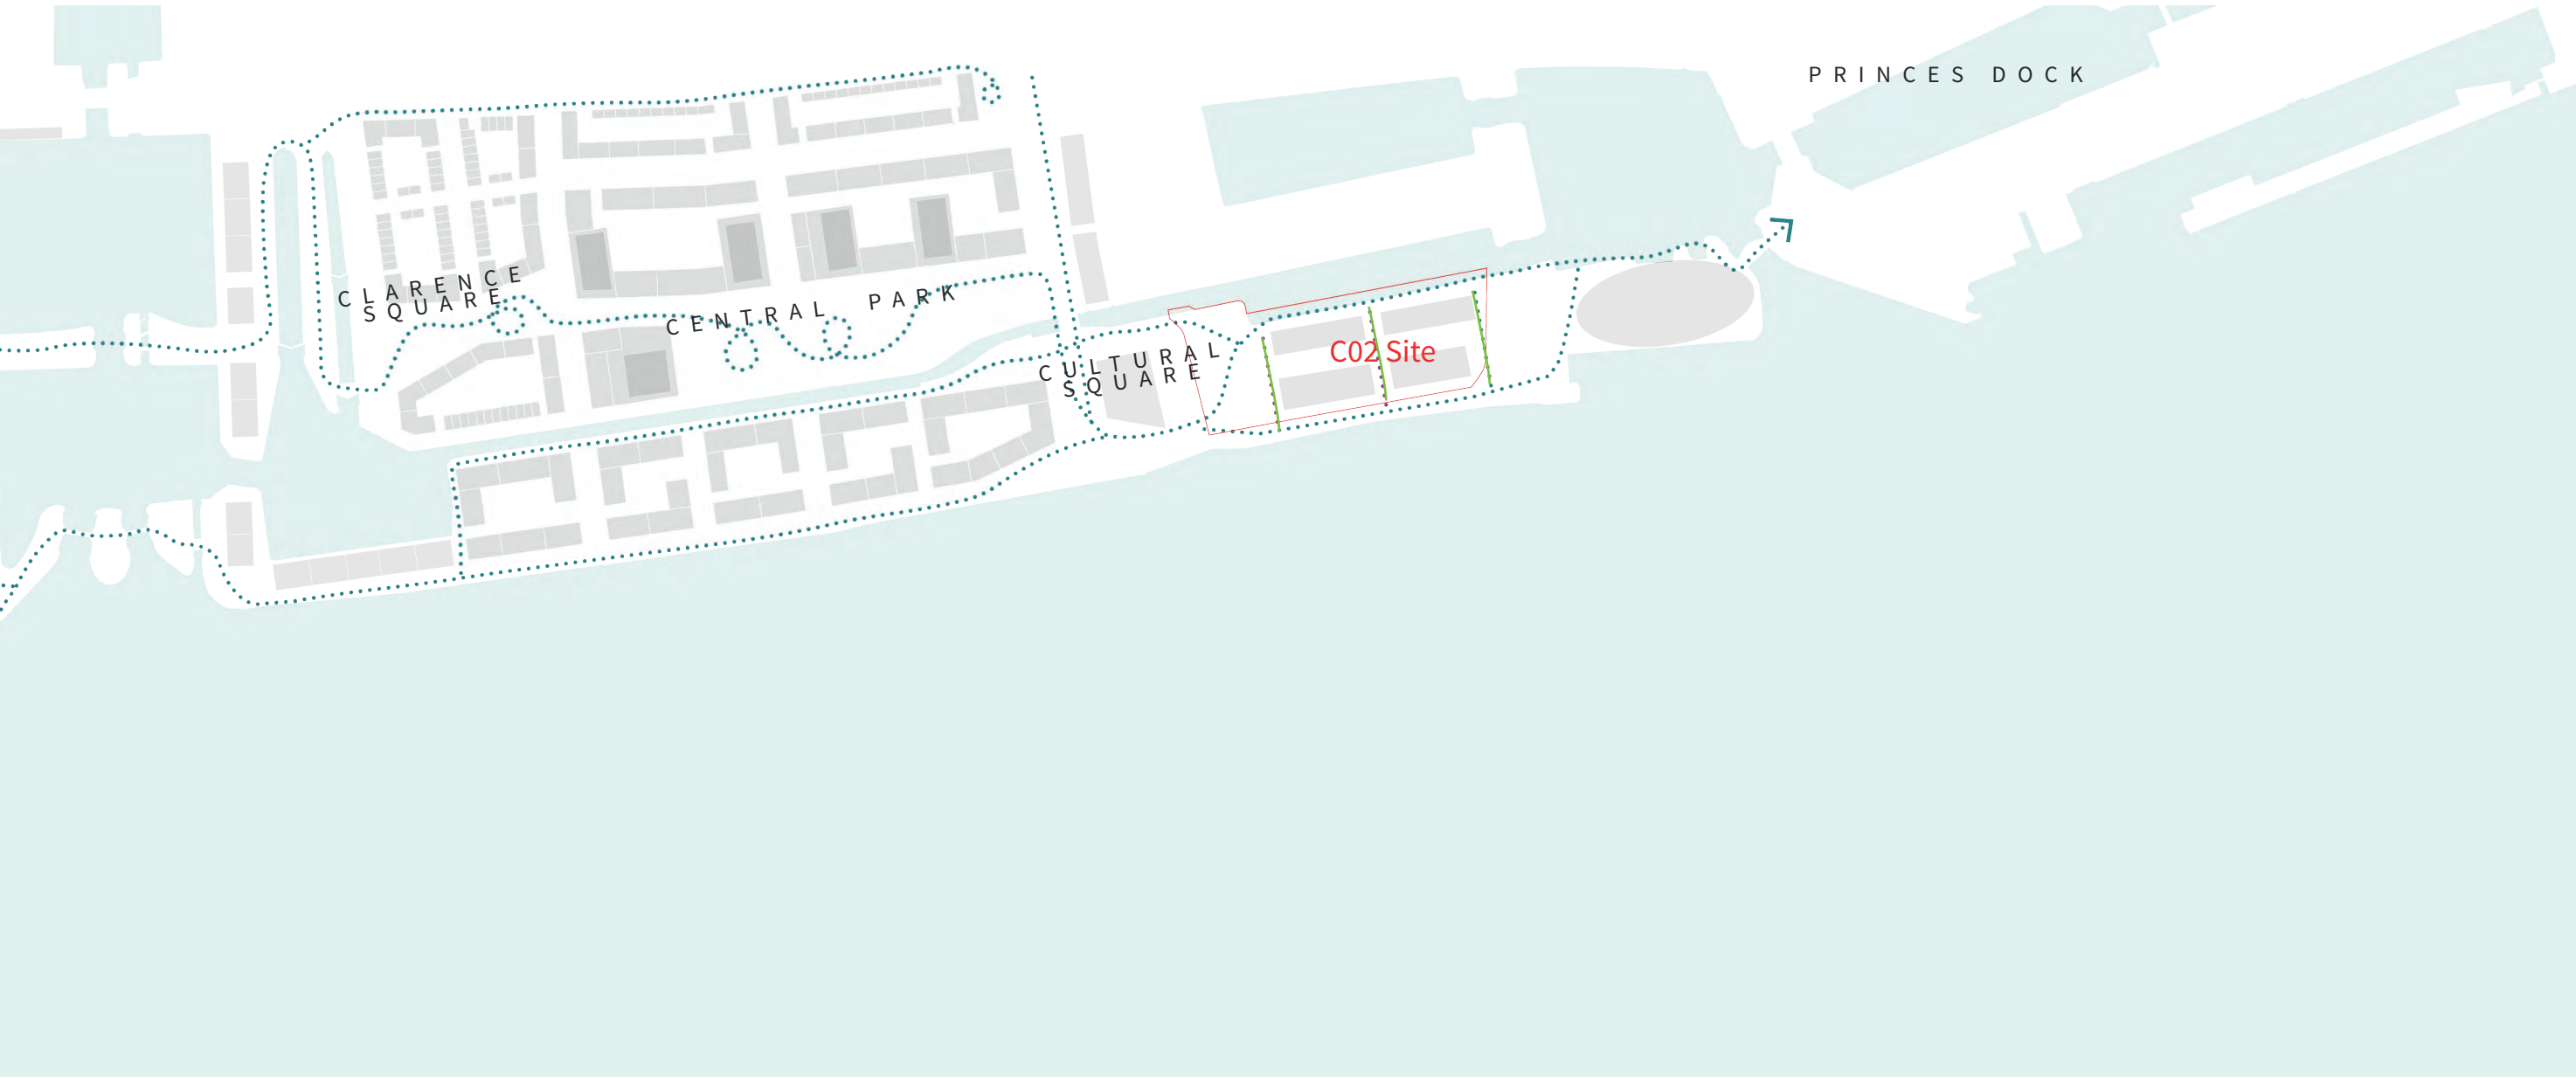 PRINCES DOCK
CLARENCE
SQUARE
CENTRAL PARK
CULTURAL
SQUARE
C02 Site